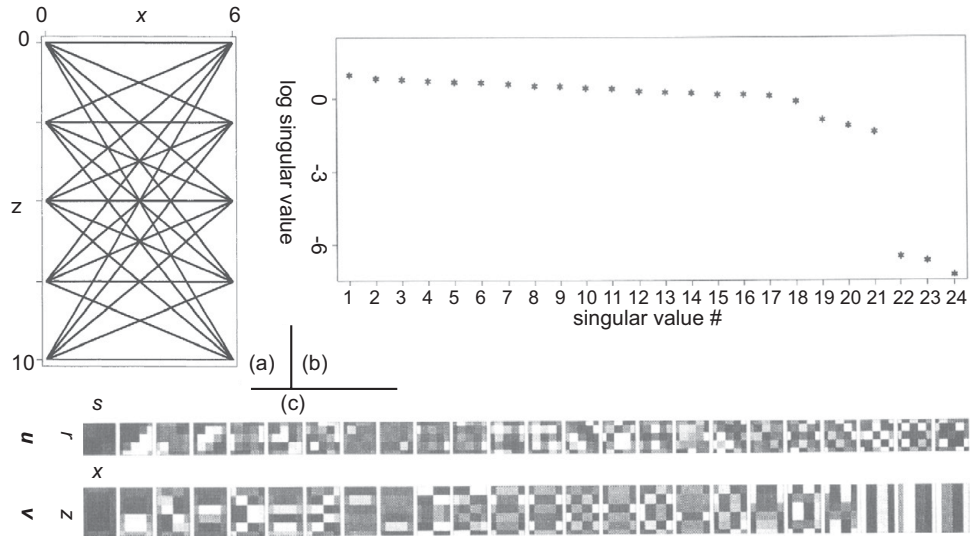 0 x 6
0
z
10
log singular value
0
-3
-6
1 2 3 4 5 6 7 8 9 10 11 12 13 14 15 16 17 18 19 20 21 22 23 24
singular value #
(a) (b)
(c)
s
u r
x
v z